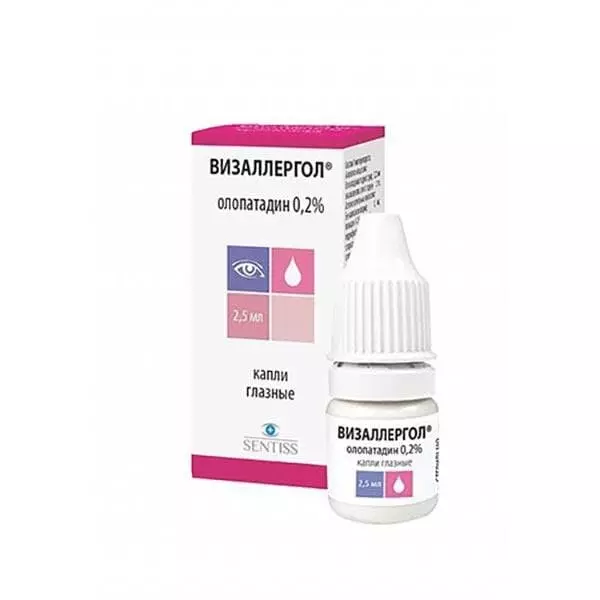 ВИЗАЛЛЕРГОЛ®
олопатадин 0,2%
2,5 мл
капли
глазные
SENTISS
ВИЗАЛЛЕРГОЛ®
олопатадин 0,2%
капли глазные
2,5 мл